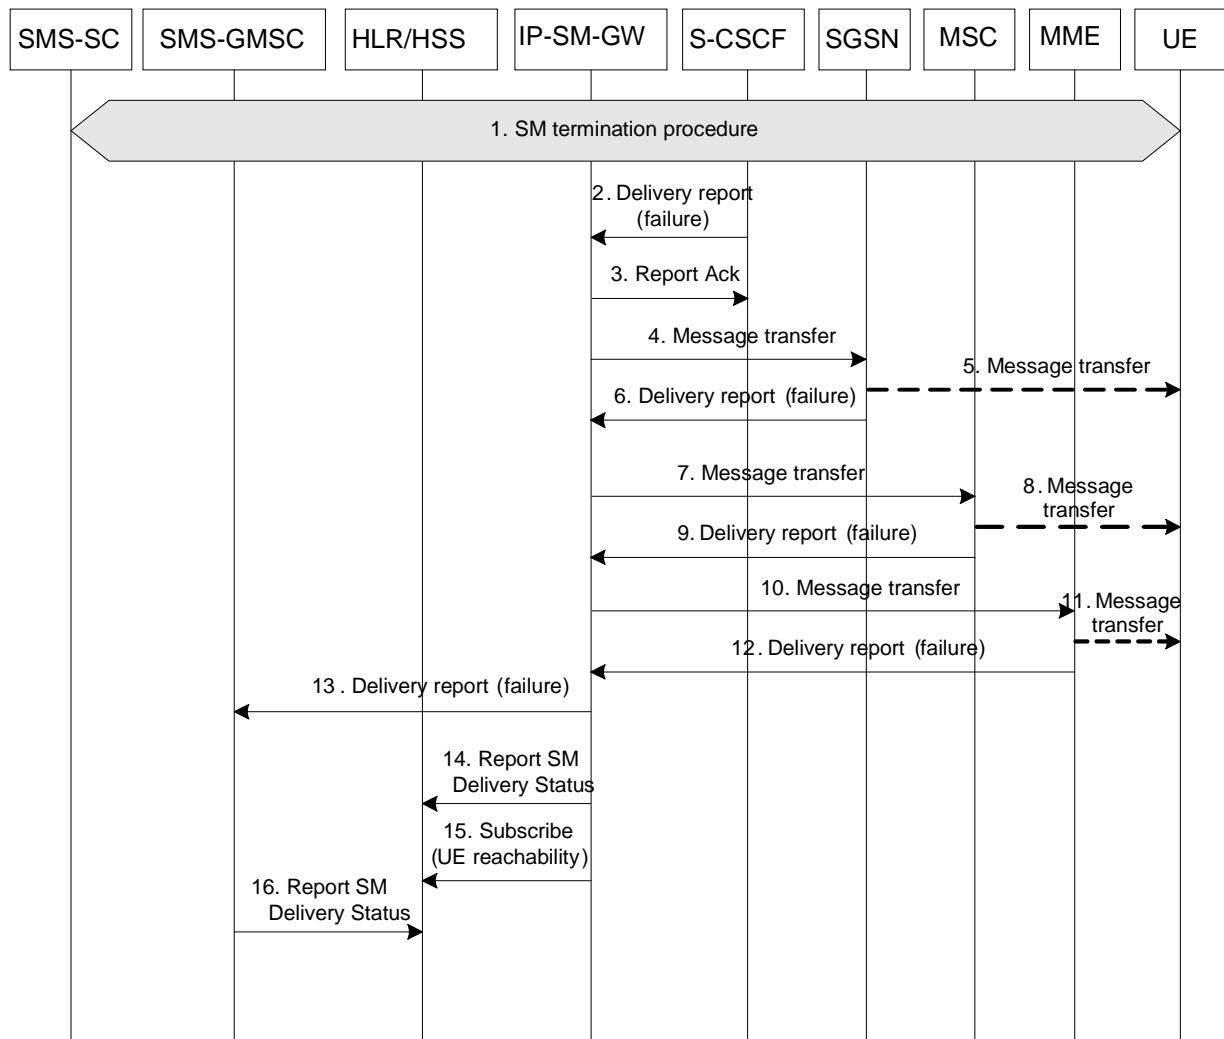 SMS-SC SMS-GMSC HLR/HSS IP-SM-GW S-CSCF SGSN MSC MME UE
1. SM termination procedure
2. Delivery report
(failure)
3. Report Ack
4. Message transfer
5. Message transfer
6. Delivery report (failure)
7. Message transfer
8. Message
transfer
9. Delivery report (failure)
10. Message transfer
11. Message
transfer
12. Delivery report (failure)
13. Delivery report (failure)
14. Report SM
Delivery Status
15. Subscribe
(UE reachability)
16. Report SM
Delivery Status